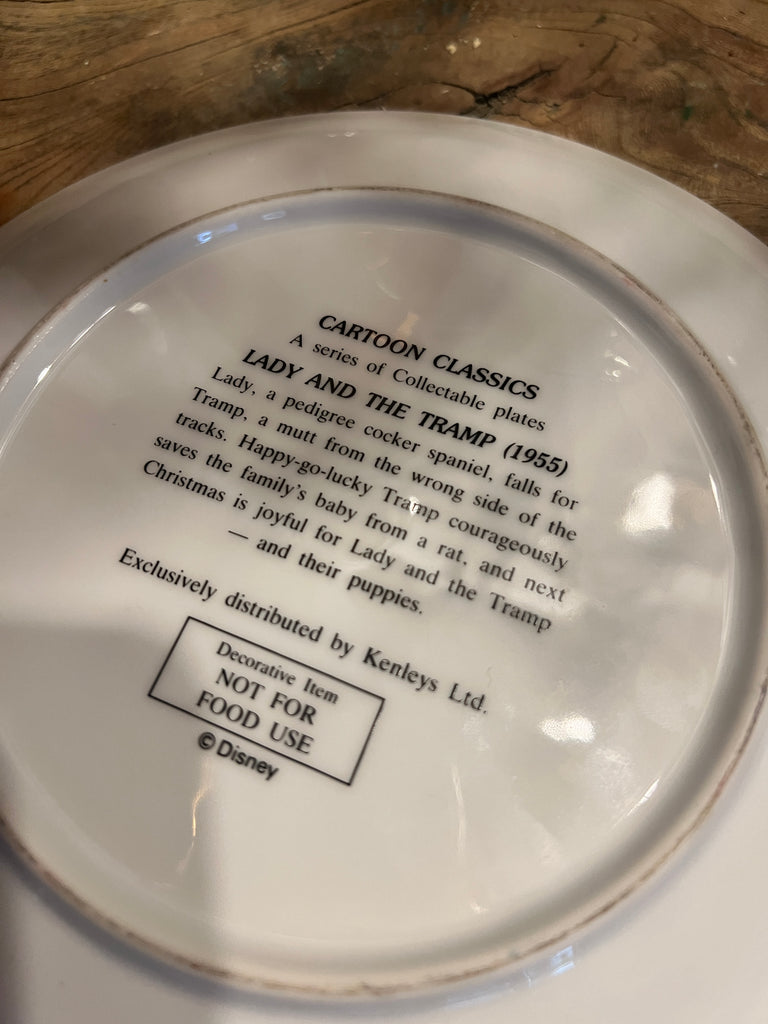 CARTOON CLASSICS
A series of Collectable plates
LADY AND THE TRAMP (1955)
Lady, a pedigree cocker spaniel, falls for
Tramp, a mutt from the wrong side of the
tracks. Happy-go-lucky Tramp courageously
saves the family's baby from a rat, and next
Christmas is joyful for Lady and the Tramp
— and their puppies.
Exclusively distributed by Kenleys Ltd.
Decorative Item
NOT FOR
FOOD USE
© Disney